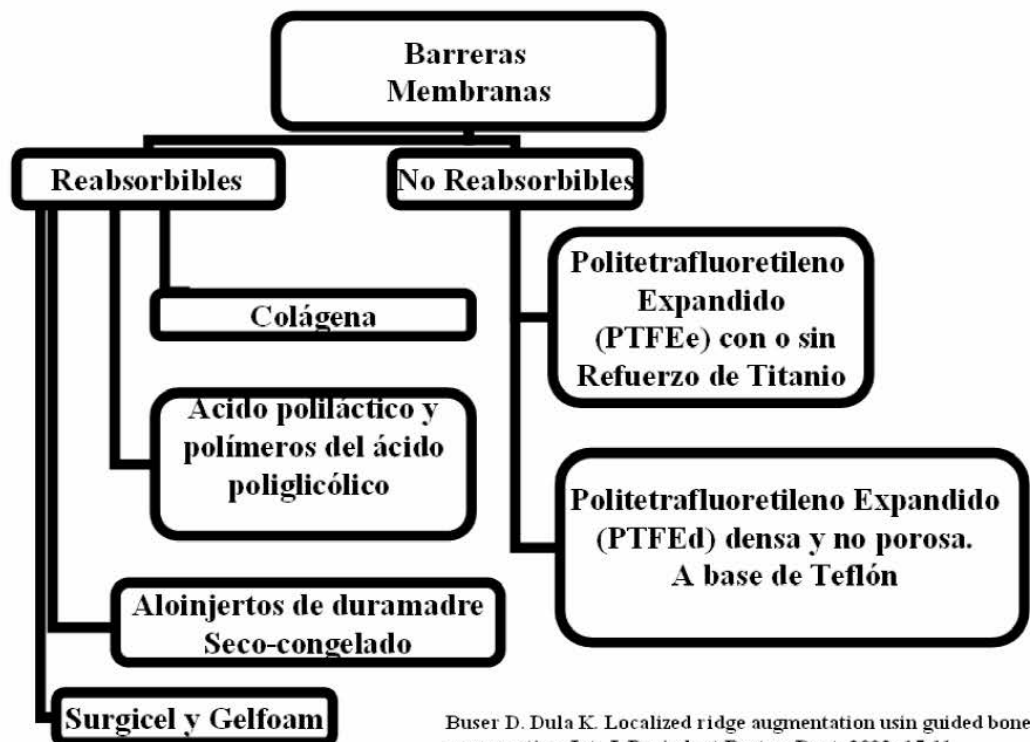 Barreras
Membranas
Reabsorbibles
No Reabsorbibles
Colágena
Acido poliláctico y
polímeros del ácido
poliglicólico
Aloinjertos de duramadre
Seco-congelado
Surgicel y Gelfoam
Politetrafluoretileno
Expandido
(PTFEe) con o sin
Refuerzo de Titanio
Politetrafluoretileno Expandido
(PTFEd) densa y no porosa.
A base de Teflón
Buser D. Dula K. Localized ridge augmentation usin guided bone